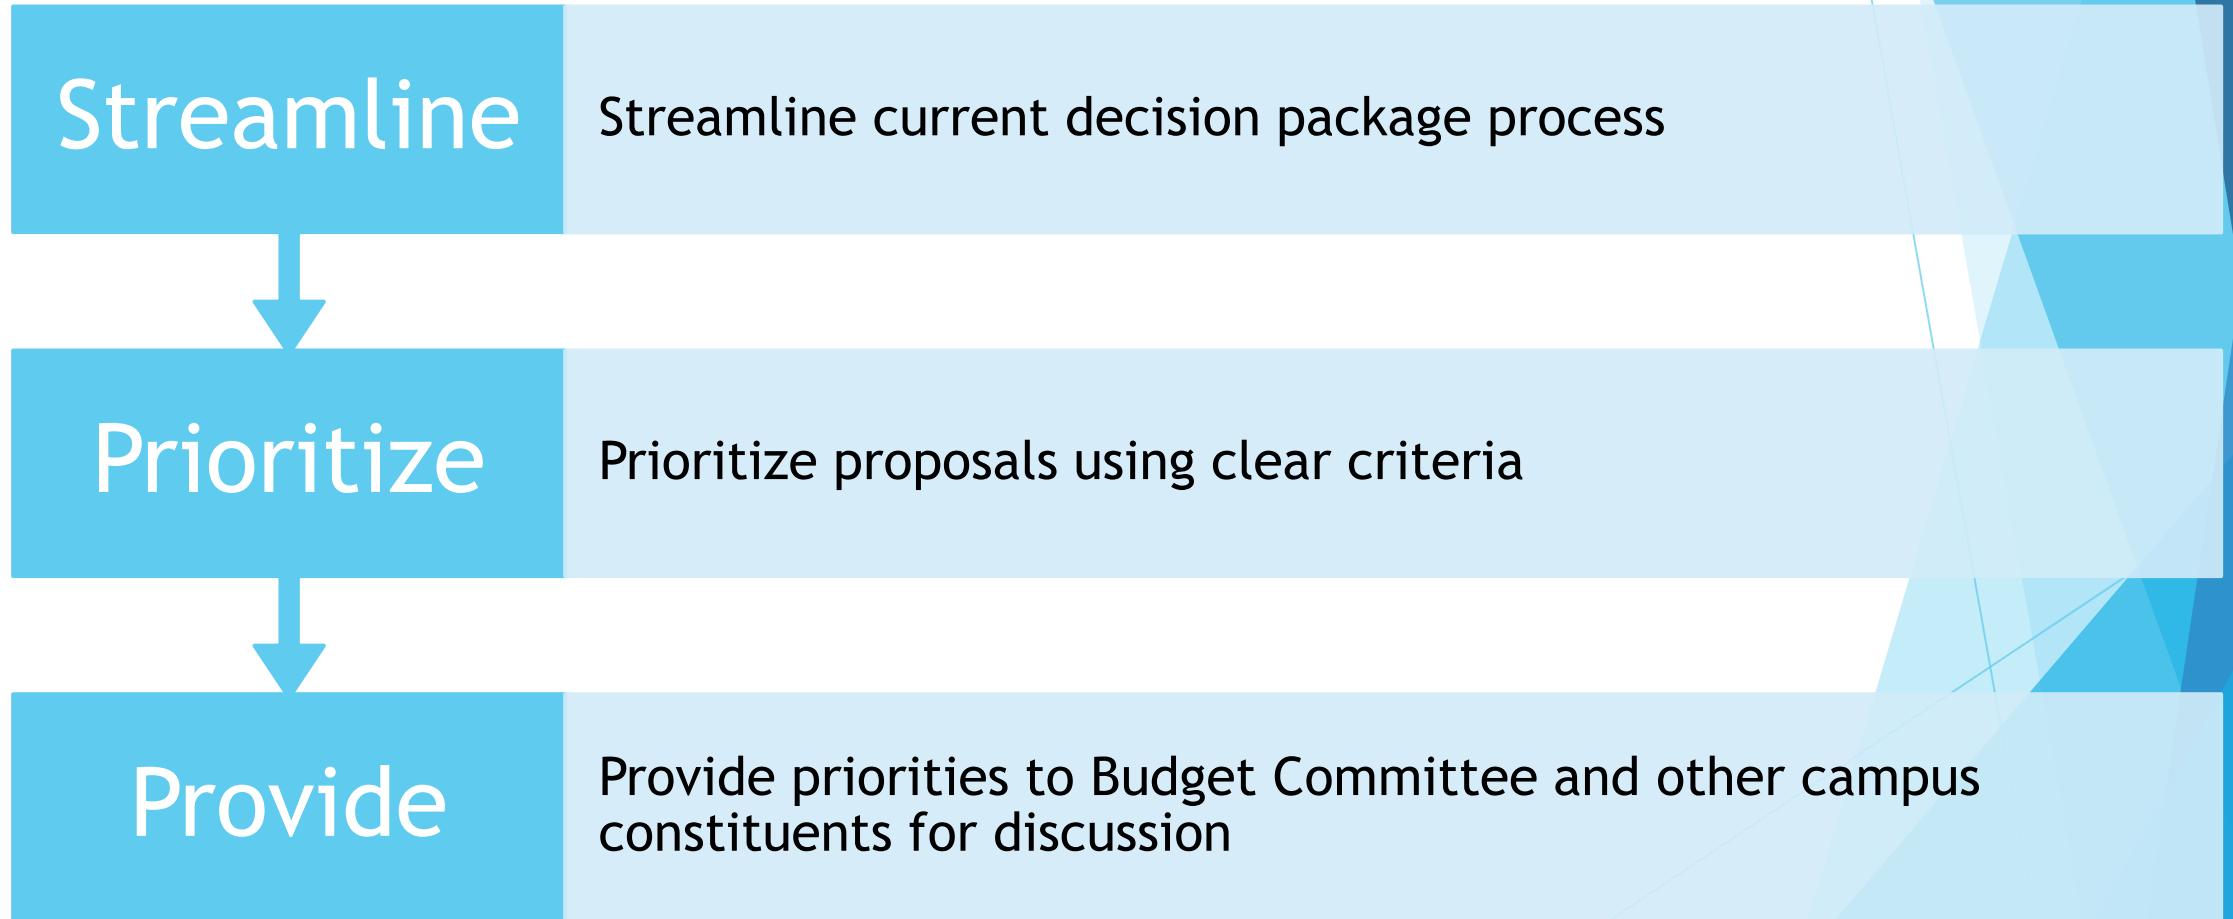 Streamline
Streamline current decision package process
Prioritize
Prioritize proposals using clear criteria
Provide
Provide priorities to Budget Committee and other campus
constituents for discussion